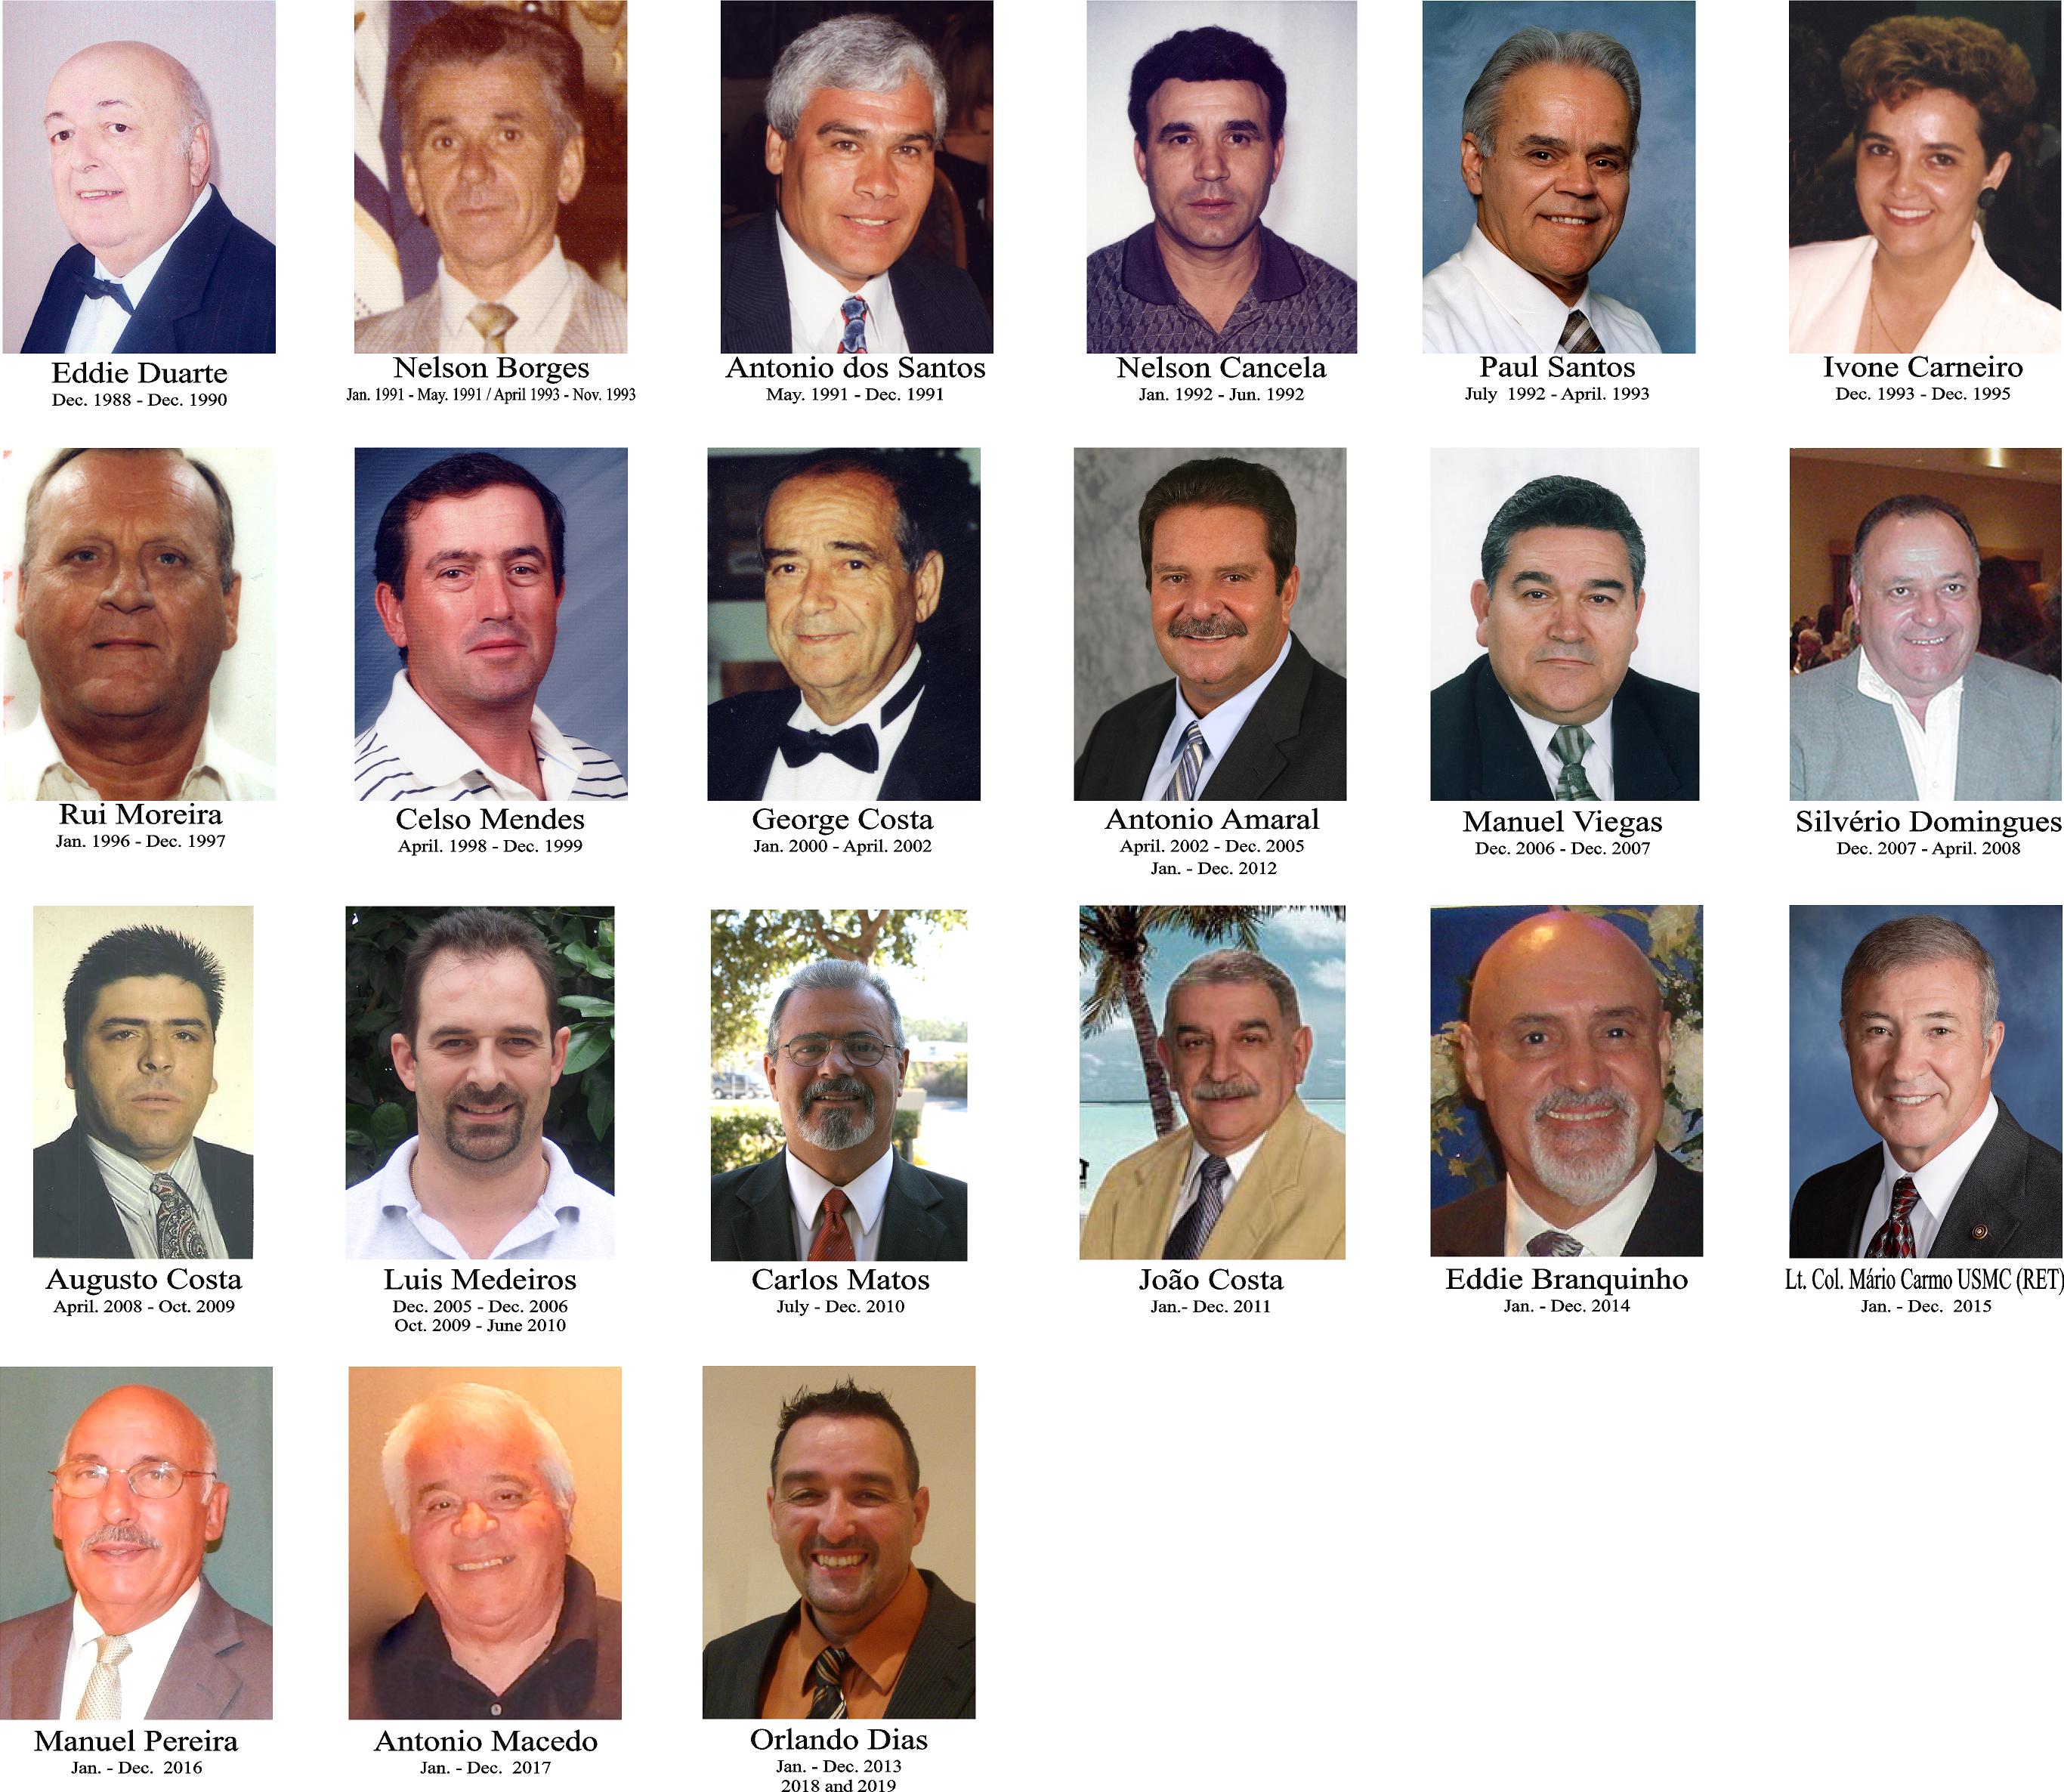 Eddie Duarte
Dec. 1988 - Dec. 1990
Nelson Borges
Jan. 1991 - May. 1991 / April 1993 - Nov. 1993
Antonio dos Santos
May. 1991 - Dec. 1991
Nelson Cancela
Jan. 1992 - Jun. 1992
Paul Santos
July 1992 - April. 1993
Ivone Carneiro
Dec. 1993 - Dec. 1995
Rui Moreira
Jan. 1996 - Dec. 1997
Celso Mendes
April. 1998 - Dec. 1999
George Costa
Jan. 2000 - April. 2002
Antonio Amaral
April. 2002 - Dec. 2005
Jan. - Dec. 2012
Manuel Viegas
Dec. 2006 - Dec. 2007
Silvério Domingues
Dec. 2007 - April. 2008
Augusto Costa
April. 2008 - Oct. 2009
Luis Medeiros
Dec. 2005 - Dec. 2006
Oct. 2009 - June 2010
Carlos Matos
July - Dec. 2010
João Costa
Jan.- Dec. 2011
Eddie Branquinho
Jan. - Dec. 2014
Lt. Col. Mário Carmo USMC (RET)
Jan. - Dec. 2015
Manuel Pereira
Jan. - Dec. 2016
Antonio Macedo
Jan. - Dec. 2017
Orlando Dias
Jan. - Dec. 2013
2018 and 2019